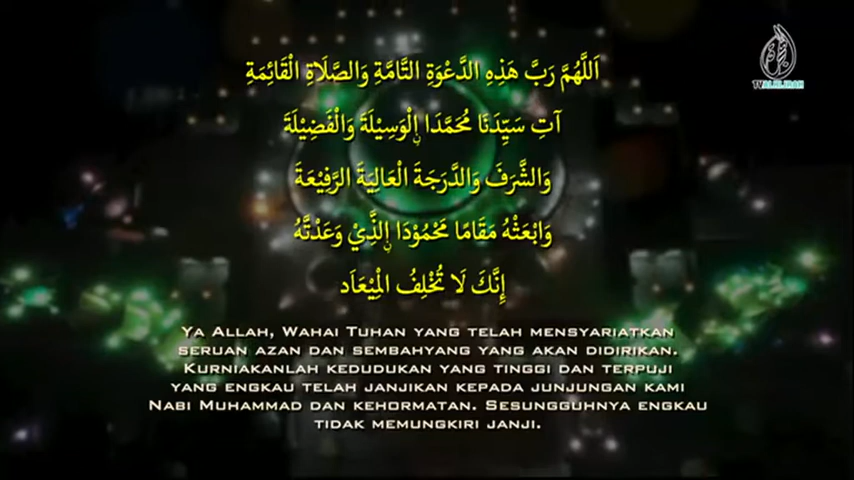 اَللَّهُمَّ رَبَّ هَذِهِ الدَّعْوَةِ التَّامَّةِ وَالصَّلَاةِ الْقَائِمَةِ
آتِ سَيِّدَنَا مُحَمَّدَا ۨالْوَسِيْلَةَ وَالْفَضِيْلَةَ
وَالشَّرَفَ وَالدَّرَجَةَ الْعَالِيَةَ الرَّفِيْعَةَ
وَابْعَثْهُ مَقَامًا مَحْمُوْدَا ۨالَّذِيْ وَعَدْتَّهُ
إِنَّكَ لَا تُخْلِفُ الْمِيْعَاَد
YA ALLAH, WAHAI TUHAN YANG TELAH MENSYARIATKAN
SERUAN AZAN DAN SEMBAHYANG YANG AKAN DIDIRIKAN.
KURNIAKANLAH KEDUDUKAN YANG TINGGI DAN TERPUJI
YANG ENGKAU TELAH JANJIKAN KEPADA JUNJUNGAN KAMI
NABI MUHAMMAD DAN KEHORMATAN. SESUNGGUHNYA ENGKAU
TIDAK MEMUNGKIRI JANJI.
TVALHIJRAH